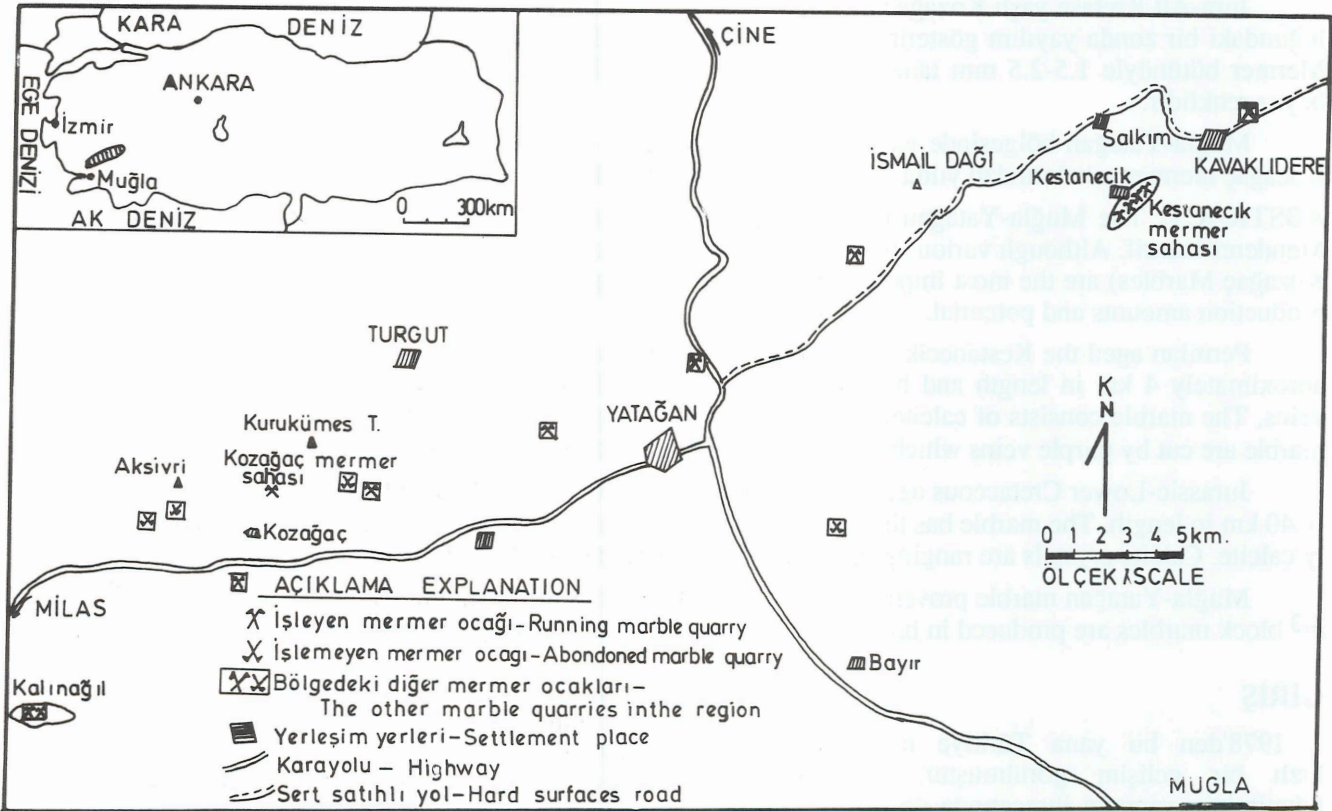 KARA DENİZ
EGE DENİZİ
ANKARA
İzmir
Muğla
AK DENİZ
0 300km
ÇİNE
İSMAİL DAĞI
Salkım
KAVAKLIDERE
Kestanecik
Kestanecik
mermer
sahası
TURGUT
YATAĞAN
Kurukümes T.
Kozağaç mermer
sahası
Aksivri
Kozağaç
MİLAS
Kalınağıl
K
N
0 1 2 3 4 5km.
ÖLÇEK SCALE
Bayır
MUĞLA
AÇIKLAMA EXPLANATION
İşleyen mermer ocağı-Running marble quarry
İşlemeyen mermer ocagı-Abondoned marble quarry
Bölgedeki diğer mermer ocakları-
The other marble quarries inthe region
Yerleşim yerleri-Settlement place
Karayolu - Highway
Sert satıhlı yol-Hard surfaces road